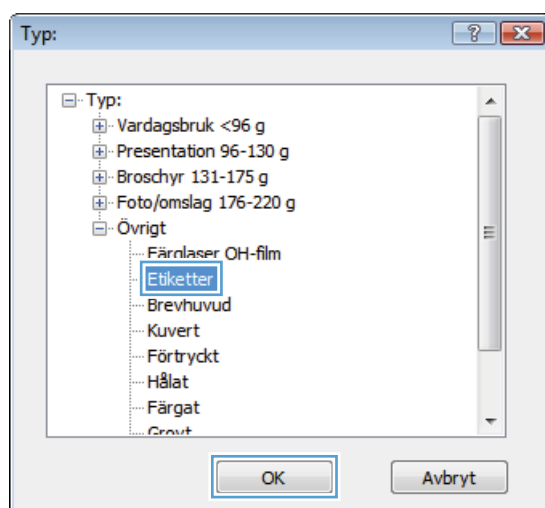 Typ:
Typ:
Vardagsbruk <96 g
Presentation 96-130 g
Broschyr 131-175 g
Foto/omslag 176-220 g
Övrigt
Färglaser OH-film
Etiketter
Brevhuvud
Kuvert
Förtryckt
Hålat
Färgat
Grovt
OK
Avbryt